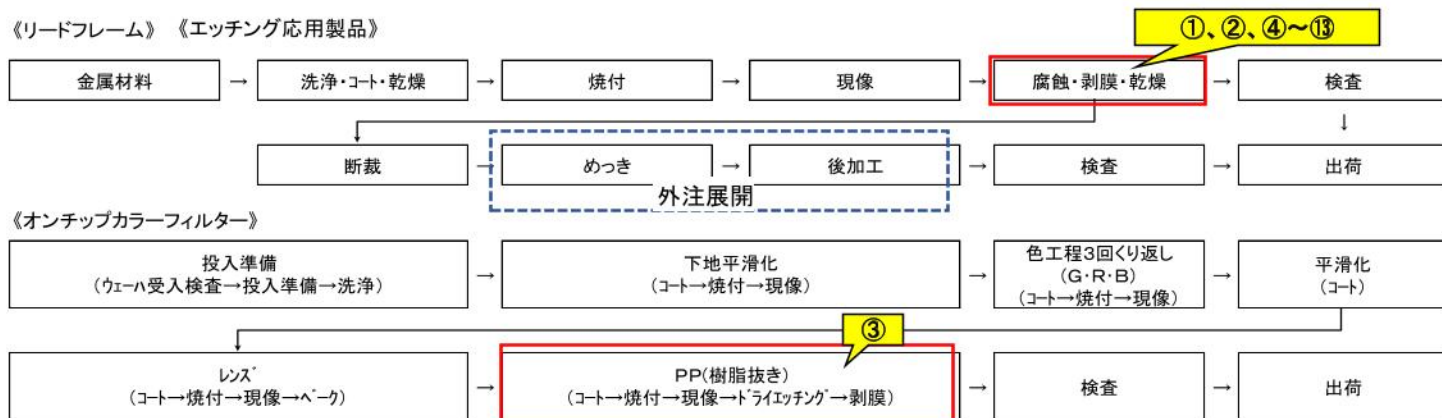 《リードフレーム》 《エッチング応用製品》
①、②、④～⑬
金属材料 → 洗浄・コート・乾燥 → 焼付 → 現像 → 腐蝕・剥膜・乾燥 → 検査
↓
断裁 → めっき → 後加工 → 検査 → 出荷
外注展開
《オンチップカラーフィルター》
投入準備
(ウェーハ受入検査→投入準備→洗浄)
→
下地平滑化
(コート→焼付→現像)
→
色工程3回くり返し
(G・R・B)
(コート→焼付→現像)
→
平滑化
(コート)
③
レンズ
(コート→焼付→現像→ベーク)
→
PP(樹脂抜き)
(コート→焼付→現像→ドライエッチング→剥膜)
→
検査
→
出荷